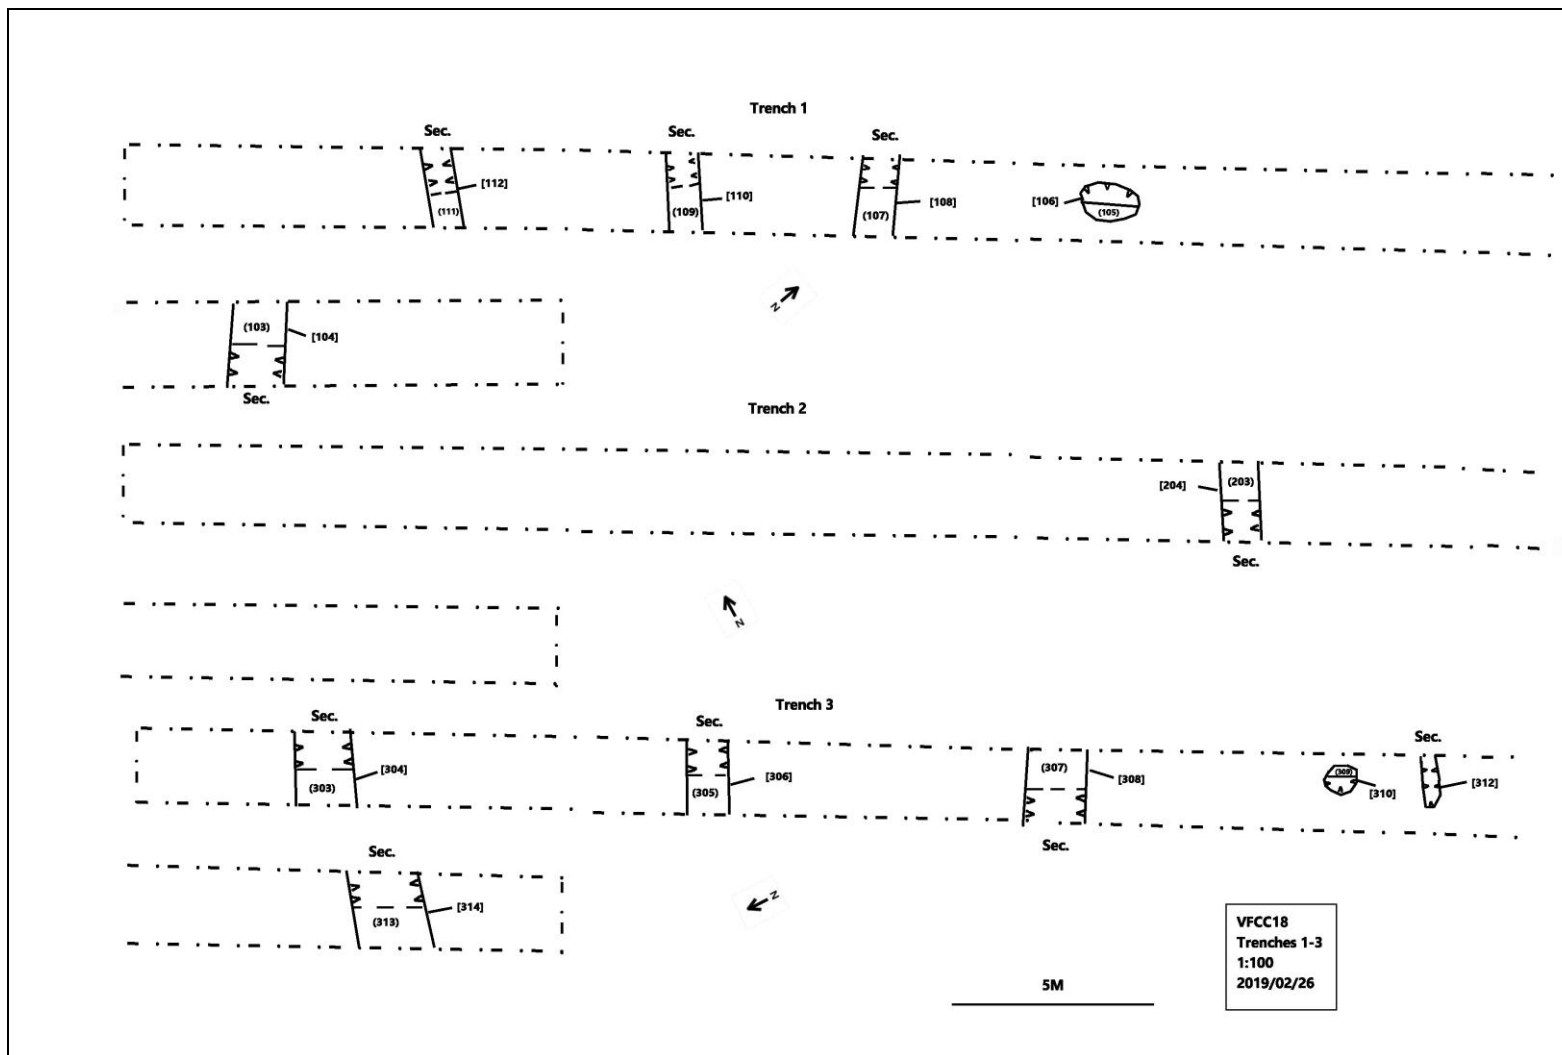 Trench 1
Sec.
Sec.
Sec.
[112]
(111)
[110]
(109)
[108]
(107)
[106]
(105)
N
(103)
[104]
Sec.
Trench 2
[204]
(203)
Sec.
N
Trench 3
Sec.
Sec.
Sec.
[304]
(303)
[306]
(305)
(307)
[308]
(309)
[310]
[312]
Sec.
Sec.
[314]
(313)
N
VFCC18
Trenches 1-3
1:100
2019/02/26
5M